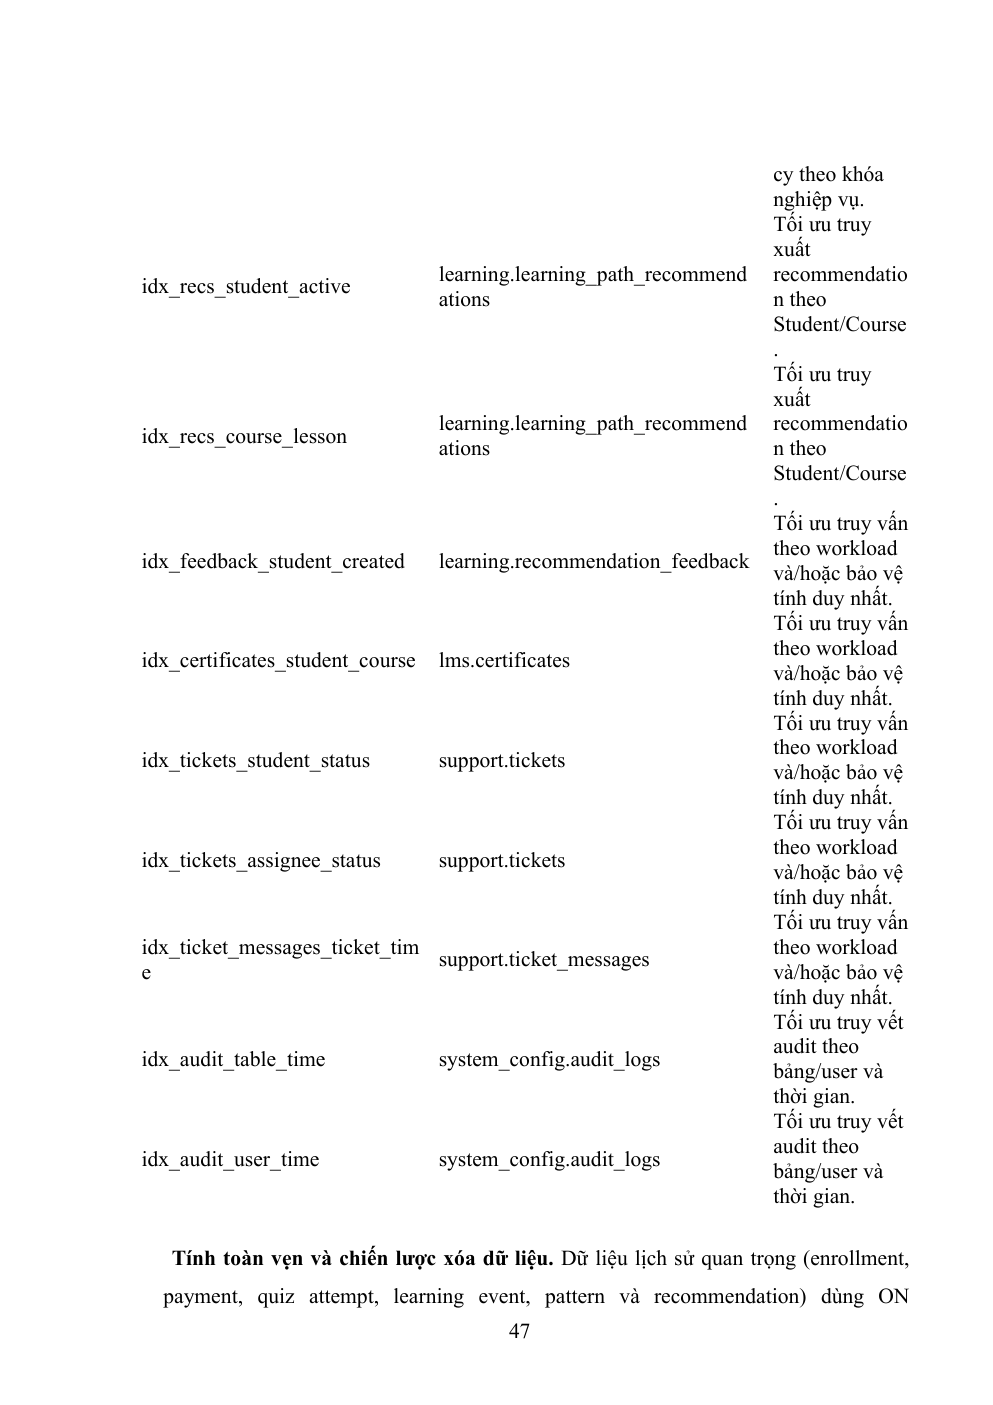 cy theo khóa
nghiệp vụ.
idx_recs_student_active
learning.learning_path_recommend
ations
Tối ưu truy
xuất
recommendatio
n theo
Student/Course
.
idx_recs_course_lesson
learning.learning_path_recommend
ations
Tối ưu truy
xuất
recommendatio
n theo
Student/Course
.
idx_feedback_student_created
learning.recommendation_feedback
Tối ưu truy vấn
theo workload
và/hoặc bảo vệ
tính duy nhất.
idx_certificates_student_course
lms.certificates
Tối ưu truy vấn
theo workload
và/hoặc bảo vệ
tính duy nhất.
idx_tickets_student_status
support.tickets
Tối ưu truy vấn
theo workload
và/hoặc bảo vệ
tính duy nhất.
idx_tickets_assignee_status
support.tickets
Tối ưu truy vấn
theo workload
và/hoặc bảo vệ
tính duy nhất.
idx_ticket_messages_ticket_tim
e
support.ticket_messages
Tối ưu truy vấn
theo workload
và/hoặc bảo vệ
tính duy nhất.
idx_audit_table_time
system_config.audit_logs
Tối ưu truy vết
audit theo
bảng/user và
thời gian.
idx_audit_user_time
system_config.audit_logs
Tối ưu truy vết
audit theo
bảng/user và
thời gian.
Tính toàn vẹn và chiến lược xóa dữ liệu. Dữ liệu lịch sử quan trọng (enrollment,
payment, quiz attempt, learning event, pattern và recommendation) dùng ON
47